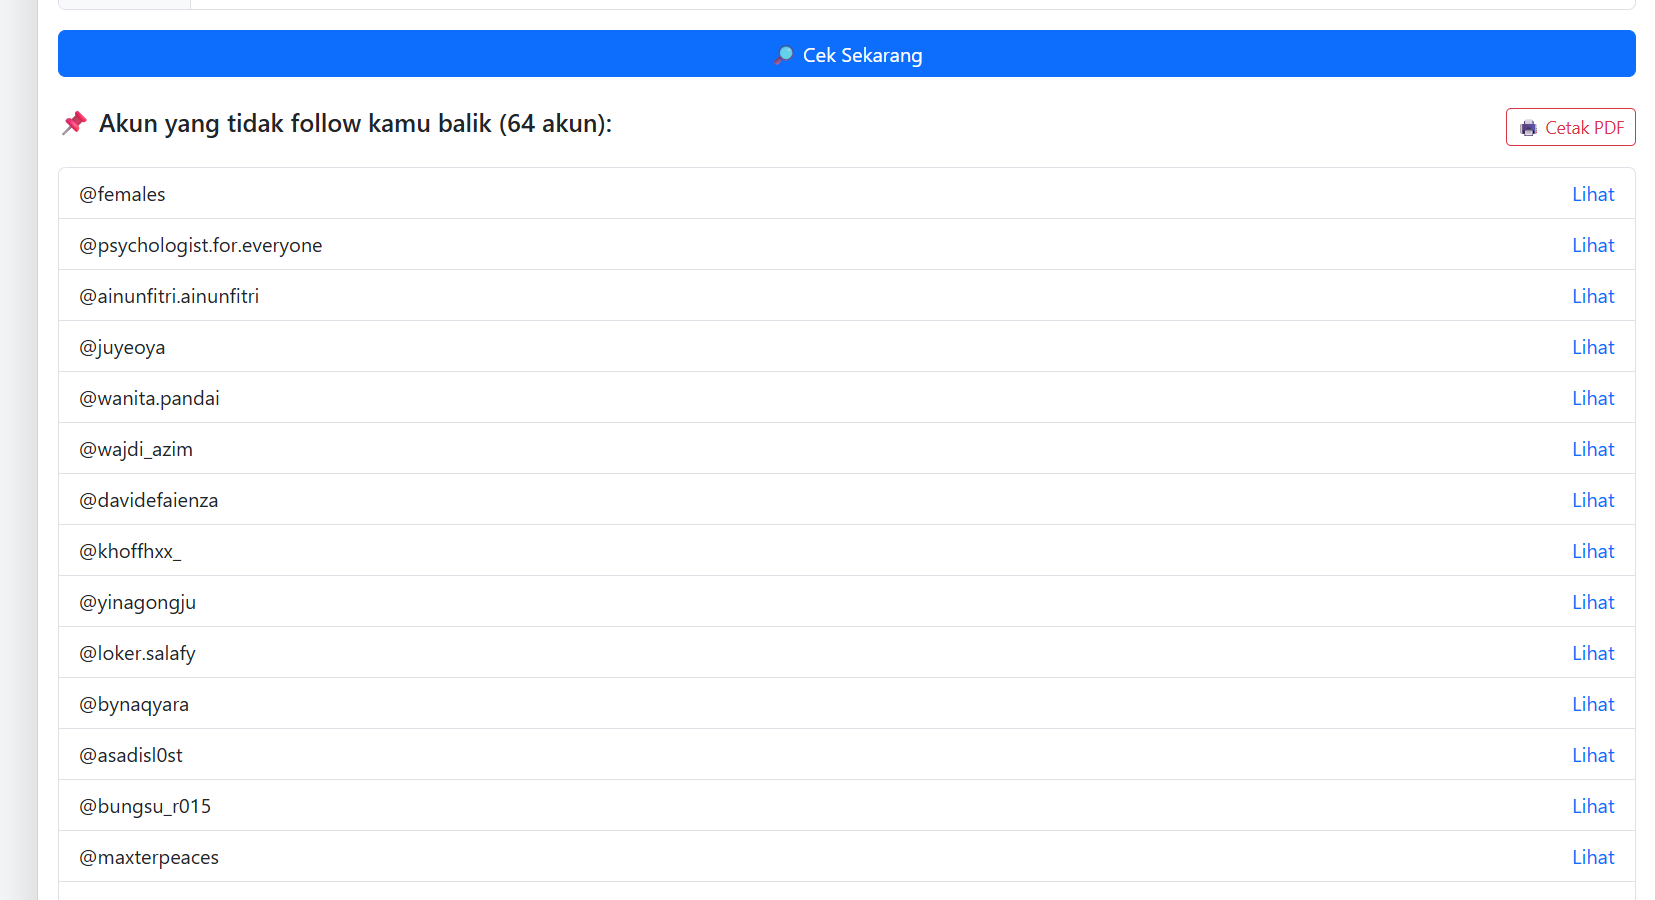 🔎 Cek Sekarang
📌 Akun yang tidak follow kamu balik (64 akun):
🖨️ Cetak PDF
@females Lihat
@psychologist.for.everyone Lihat
@ainunfitri.ainunfitri Lihat
@juyeoya Lihat
@wanita.pandai Lihat
@wajdi_azim Lihat
@davidefaienza Lihat
@khoffhxx_ Lihat
@yinagongju Lihat
@loker.salafy Lihat
@bynaqyara Lihat
@asadisl0st Lihat
@bungsu_r015 Lihat
@maxterpeaces Lihat